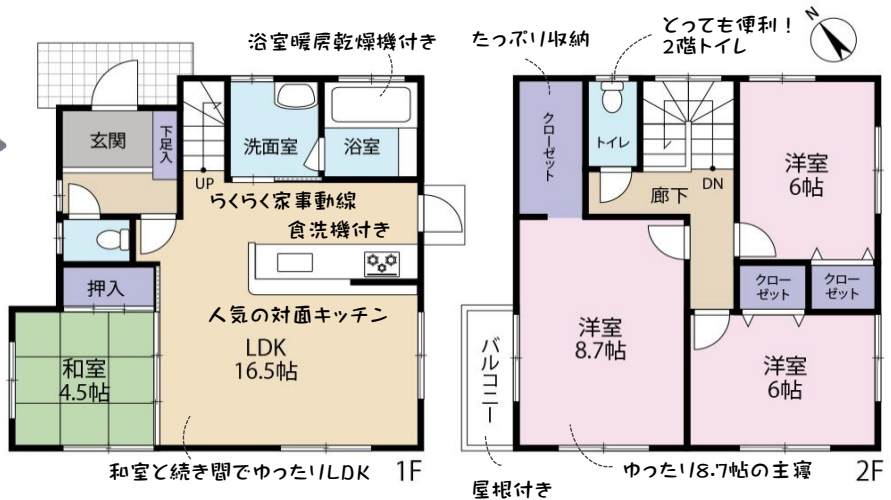 浴室暖房乾燥機付き
玄関
下足入
洗面室
浴室
UP
らくらく家事動線
食洗機付き
押入
人気の対面キッチン
LDK
16.5帖
和室
4.5帖
和室と続き間でゆったりLDK
1F
たっぷり収納
とっても便利！
2階トイレ
N
クローゼット
トイレ
洋室
6帖
廊下
DN
クロー
ゼット
クロー
ゼット
洋室
8.7帖
洋室
6帖
バルコニー
ゆったり8.7帖の主寝
2F
屋根付き